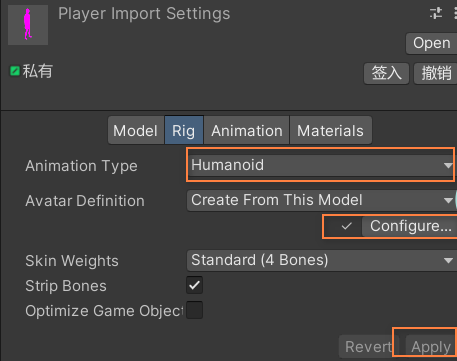 Player Import Settings
Open
私有
签入 撤销
Model Rig Animation Materials
Animation Type Humanoid
Avatar Definition Create From This Model
Configure...
Skin Weights Standard (4 Bones)
Strip Bones
Optimize Game Objec
Revert Apply